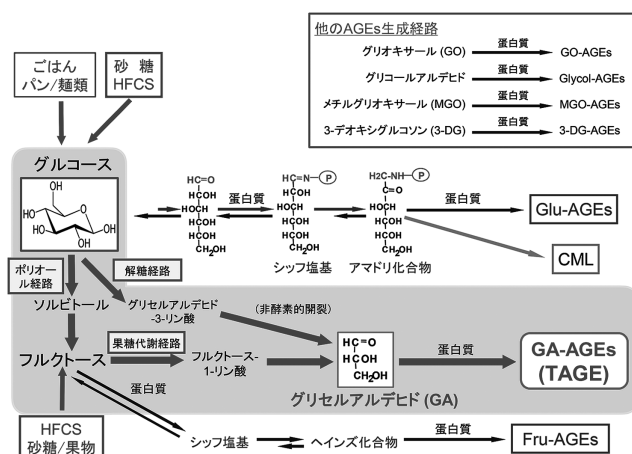 他のAGEs生成経路
グリオキサール (GO) 蛋白質 GO-AGEs
グリコールアルデヒド 蛋白質 Glycol-AGEs
メチルグリオキサール (MGO) 蛋白質 MGO-AGEs
3-デオキシグルコソン (3-DG) 蛋白質 3-DG-AGEs
ごはん
パン/麺類
砂 糖
HFCS
グルコース
OH
HO
O
HO
OH
OH
HC=O
HCOH
HOCH
HCOH
HCOH
CH2OH
蛋白質
HC=N-P
HCOH
HOCH
HCOH
HCOH
CH2OH
シッフ塩基
H2C-NH-P
C=O
HOCH
HCOH
HCOH
CH2OH
アマドリ化合物
蛋白質
Glu-AGEs
CML
ポリオー
ル経路
解糖経路
ソルビトール
グリセルアルデヒド
-3-リン酸
(非酵素的開裂)
フルクトース
果糖代謝経路
フルクトース-
1-リン酸
HC=O
HCOH
CH2OH
グリセルアルデヒド (GA)
蛋白質
GA-AGEs
(TAGE)
HFCS
砂糖/果物
蛋白質
シッフ塩基
ヘインズ化合物
蛋白質
Fru-AGEs